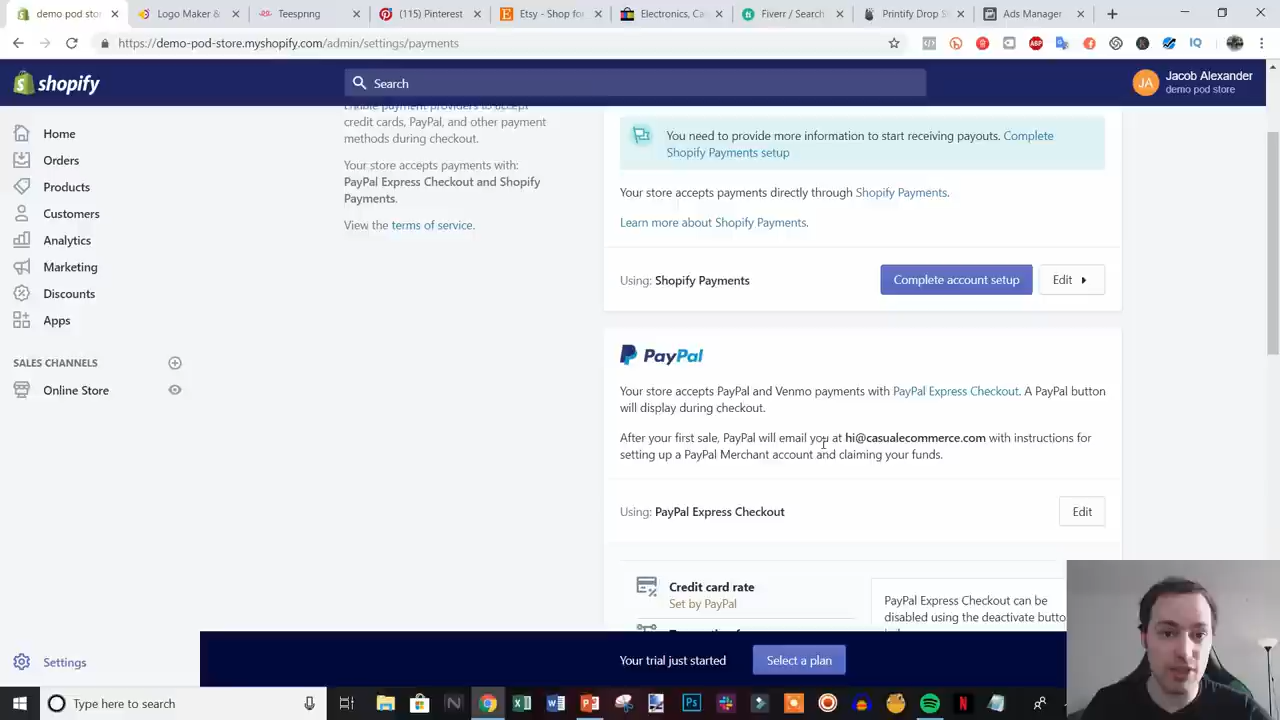 demo pod stor
Logo Maker &
Teespring
(115) Pinterest
Etsy - Shop fo
Electronics, Ca
Fiverr / Search
Printify Drop S
Ads Manager
https://demo-pod-store.myshopify.com/admin/settings/payments
ABP
IQ
shopify
Search
JA
Jacob Alexander
demo pod store
Home
Orders
Products
Customers
Analytics
Marketing
Discounts
Apps
SALES CHANNELS
Online Store
Settings
Enable payment providers to accept
credit cards, PayPal, and other payment
methods during checkout.
Your store accepts payments with:
PayPal Express Checkout and Shopify
Payments.
View the terms of service.
You need to provide more information to start receiving payouts. Complete
Shopify Payments setup
Your store accepts payments directly through Shopify Payments.
Learn more about Shopify Payments.
Using: Shopify Payments
Complete account setup
Edit
PayPal
Your store accepts PayPal and Venmo payments with PayPal Express Checkout. A PayPal button
will display during checkout.
After your first sale, PayPal will email you at hi@casualecommerce.com with instructions for
setting up a PayPal Merchant account and claiming your funds.
Using: PayPal Express Checkout
Edit
Credit card rate
Set by PayPal
PayPal Express Checkout can be
disabled using the deactivate butto
Your trial just started
Select a plan
Type here to search